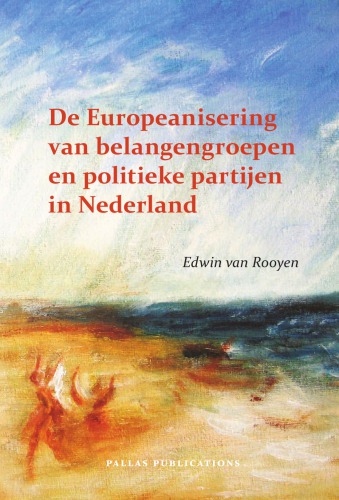 De Europeanisering
van belangengroepen
en politieke partijen
in Nederland
Edwin van Rooyen
PALLAS PUBLICATIONS